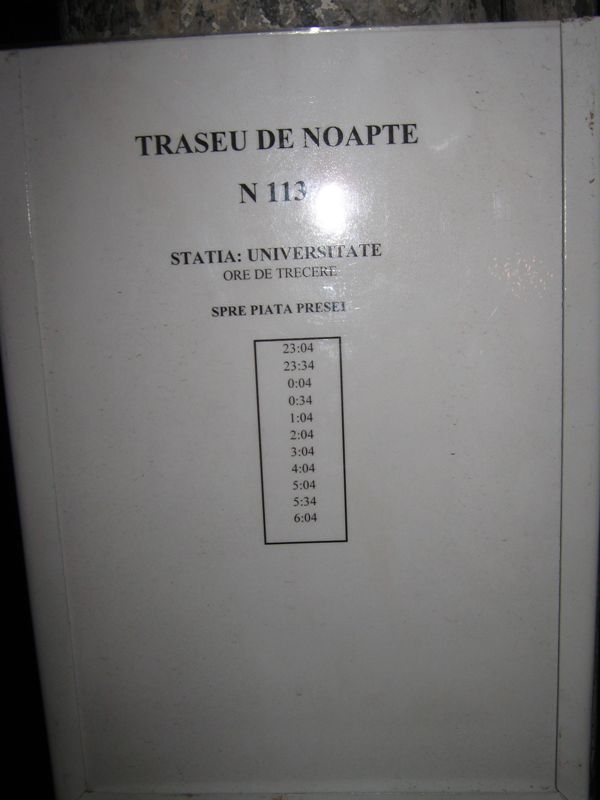 TRASEU DE NOAPTE
N 113
STATIA: UNIVERSITATE
ORE DE TRECERE
SPRE PIATA PRESEI
23:04
23:34
0:04
0:34
1:04
2:04
3:04
4:04
5:04
5:34
6:04